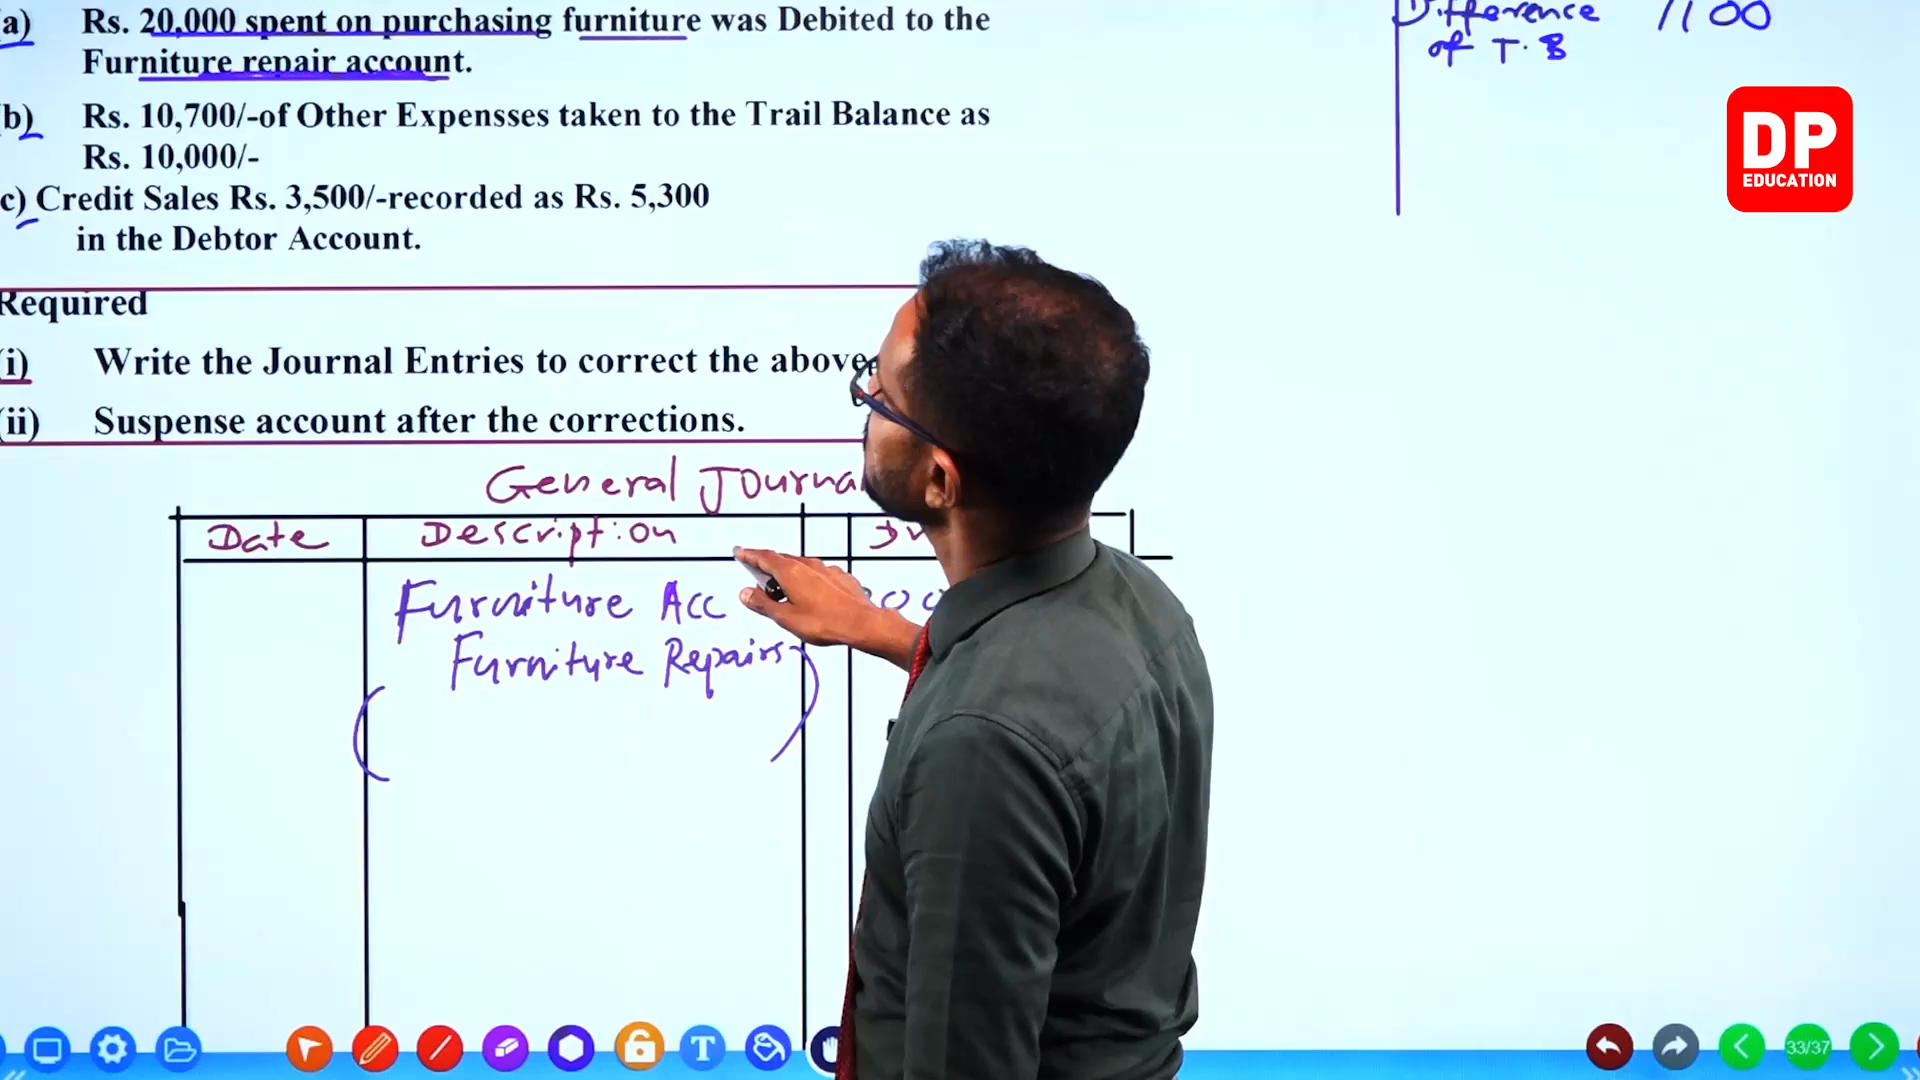 a) Rs. 20,000 spent on purchasing furniture was Debited to the
Furniture repair account.
b) Rs. 10,700/-of Other Expensses taken to the Trail Balance as
Rs. 10,000/-
c) Credit Sales Rs. 3,500/-recorded as Rs. 5,300
in the Debtor Account.
Required
(i) Write the Journal Entries to correct the above
(ii) Suspense account after the corrections.
Difference 1100
of T.B
DP
EDUCATION
General Journal
Date Description Dr
Furniture Acc
Furniture Repairs
33/37